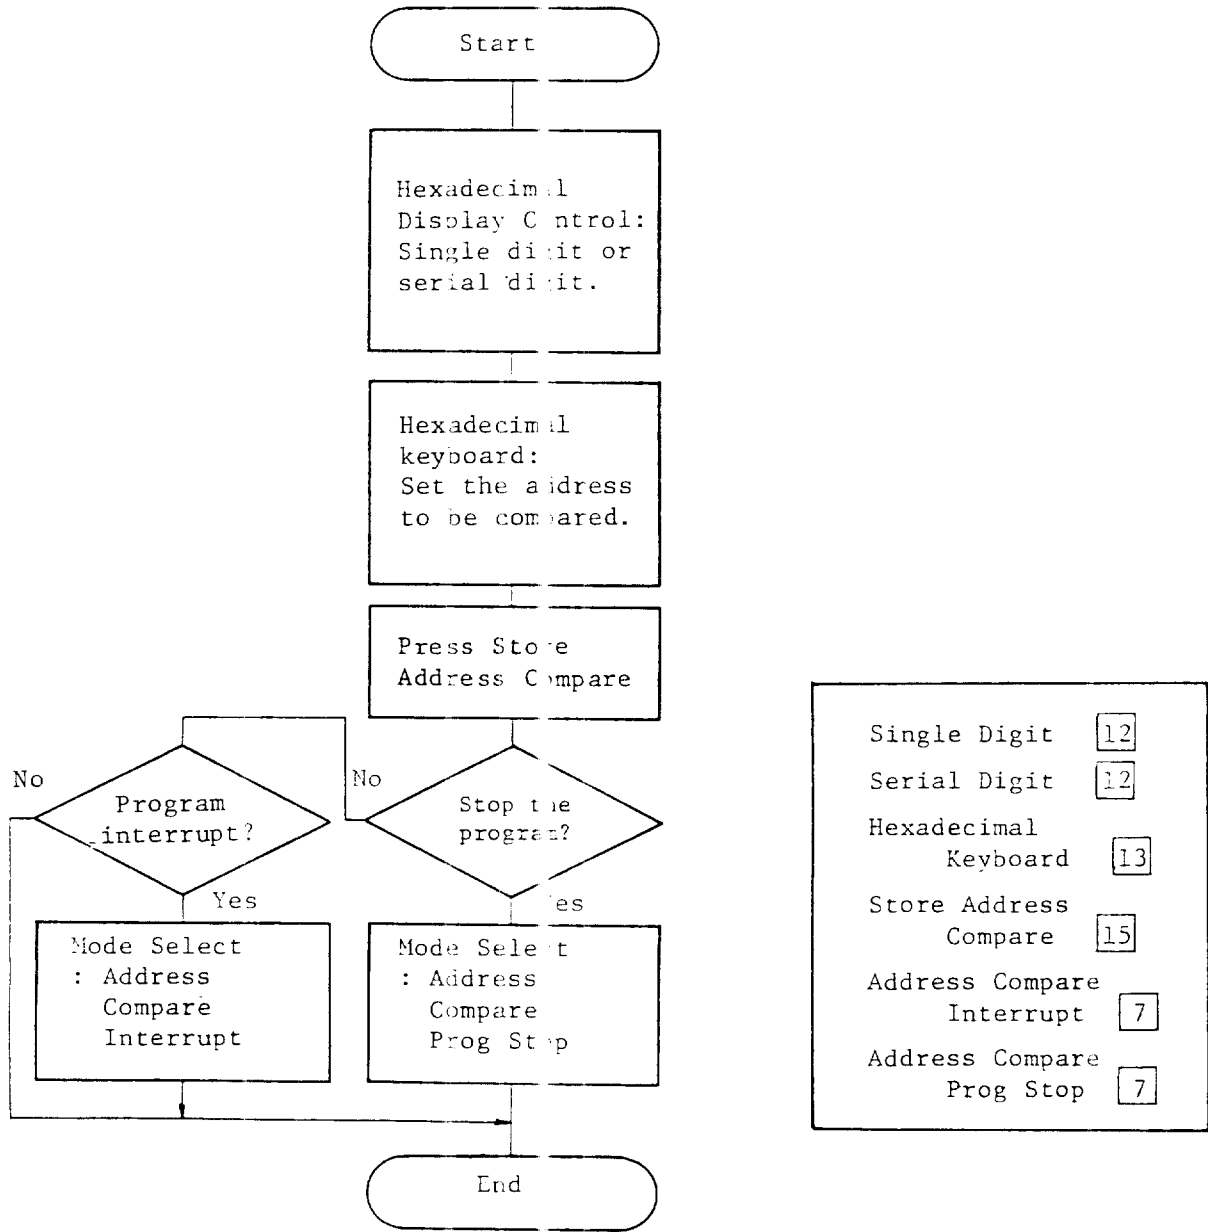 Start
Hexadecimal
Display Control:
Single digit or
serial digit.
Hexadecimal
keyboard:
Set the address
to be compared.
Press Store
Address Compare
No
Program
interrupt?
Yes
No
Stop the
program?
Yes
Mode Select
: Address
Compare
Interrupt
Mode Select
: Address
Compare
Prog Stop
End
Single Digit 12
Serial Digit 12
Hexadecimal
Keyboard 13
Store Address
Compare 15
Address Compare
Interrupt 7
Address Compare
Prog Stop 7